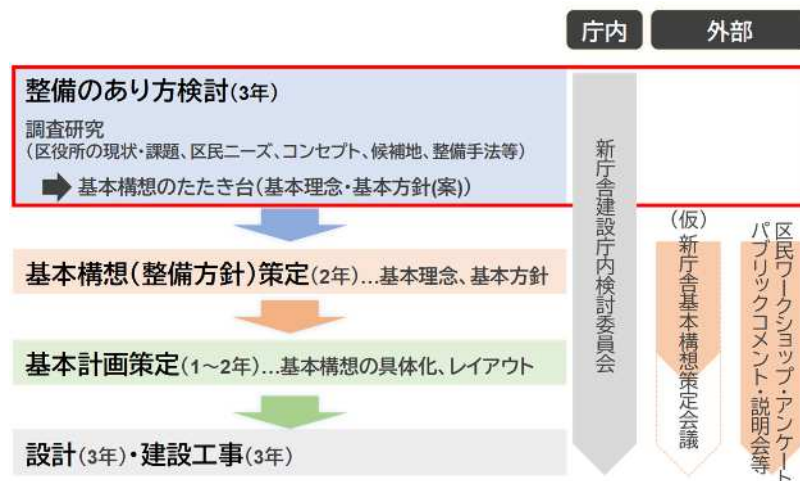 庁内
外部
整備のあり方検討(3年)
調査研究
(区役所の現状・課題、区民ニーズ、コンセプト、候補地、整備手法等)
基本構想のたたき台(基本理念・基本方針(案))
基本構想(整備方針)策定(2年)…基本理念、基本方針
基本計画策定(1～2年)…基本構想の具体化、レイアウト
設計(3年)・建設工事(3年)
新庁舎建設庁内検討委員会
(仮)
新庁舎基本構想策定会議
区民ワークショップ・アンケート
パブリックコメント・説明会等